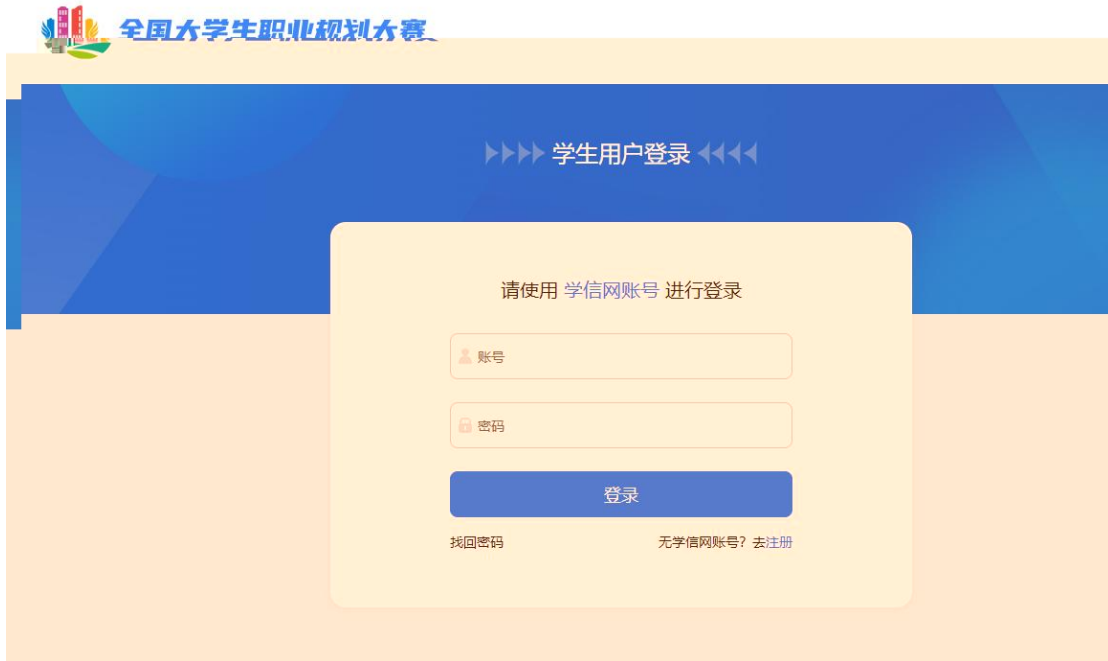 全国大学生职业规划大赛
学生用户登录
请使用 学信网账号 进行登录
账号
密码
登录
找回密码 无学信网账号？去注册